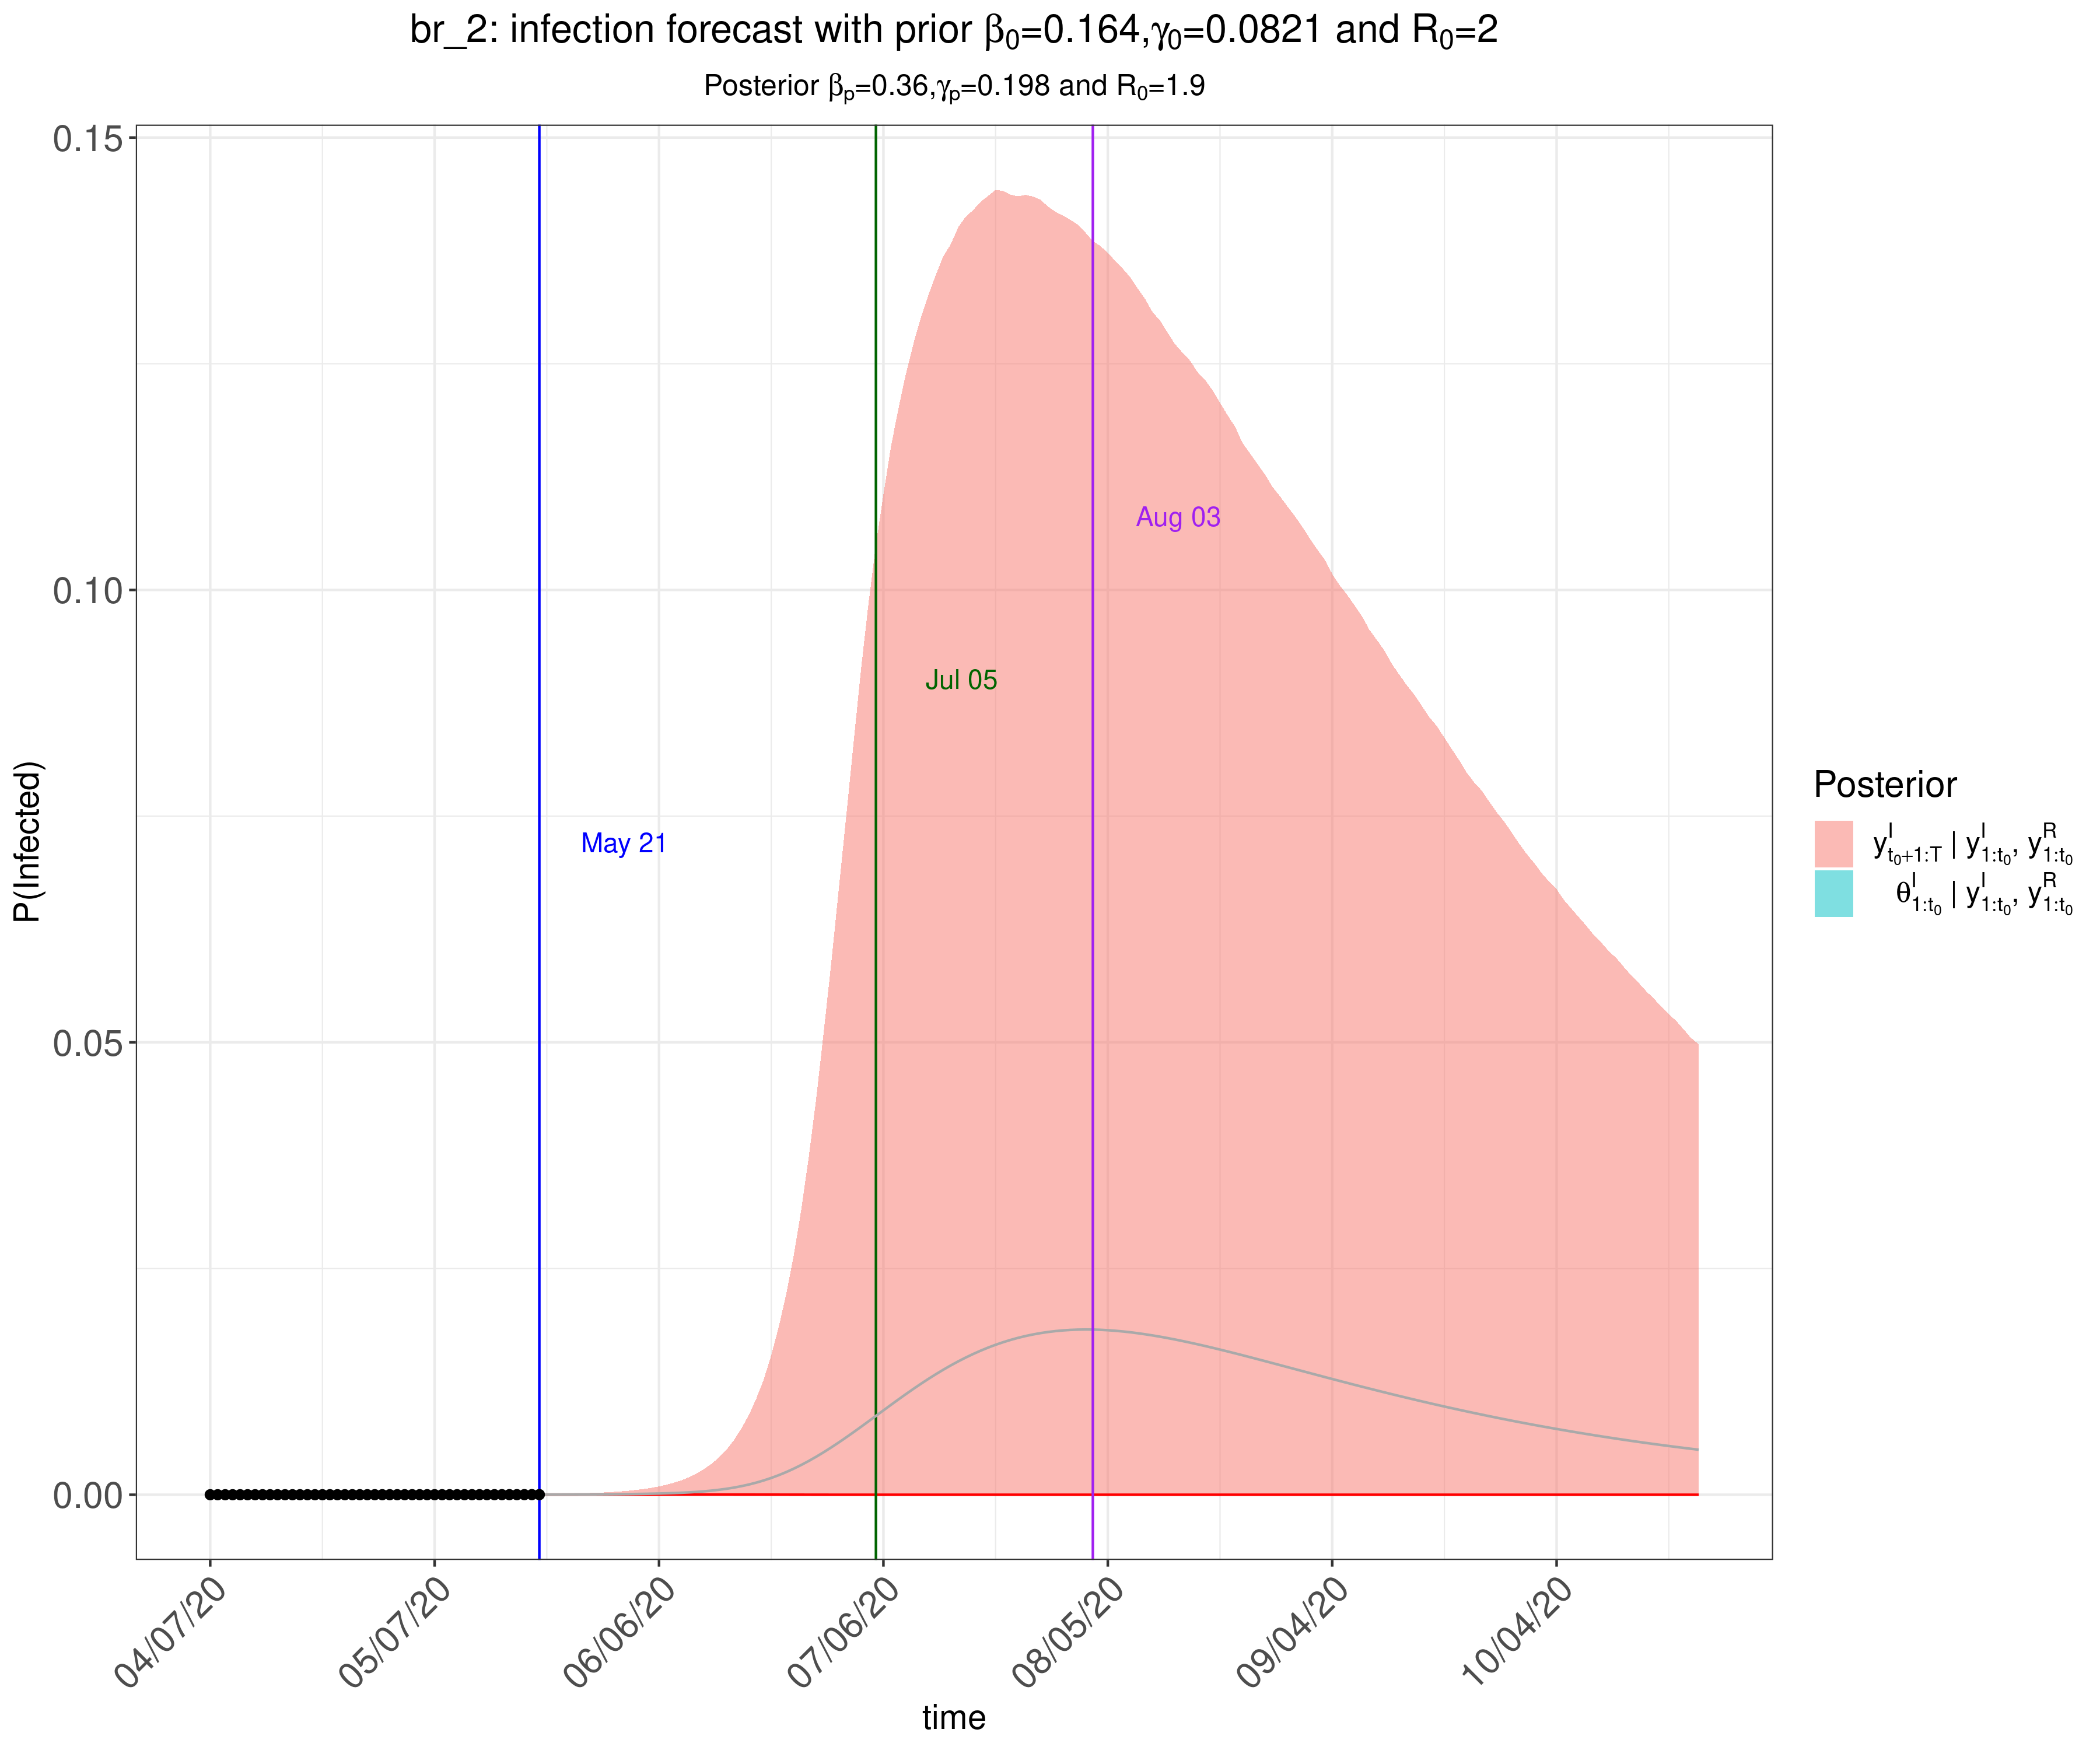 br_2: infection forecast with prior β₀=0.164,γ₀=0.0821 and R₀=2
Posterior βₚ=0.36,γₚ=0.198 and R₀=1.9
0.15
0.10
0.05
0.00
P(Infected)
May 21
Jul 05
Aug 03
04/07/20
05/07/20
06/06/20
07/06/20
08/05/20
09/04/20
10/04/20
time
Posterior
y^I_{t₀+1:T} | y^I_{1:t₀}, y^R_{1:t₀}
θ^I_{1:t₀} | y^I_{1:t₀}, y^R_{1:t₀}